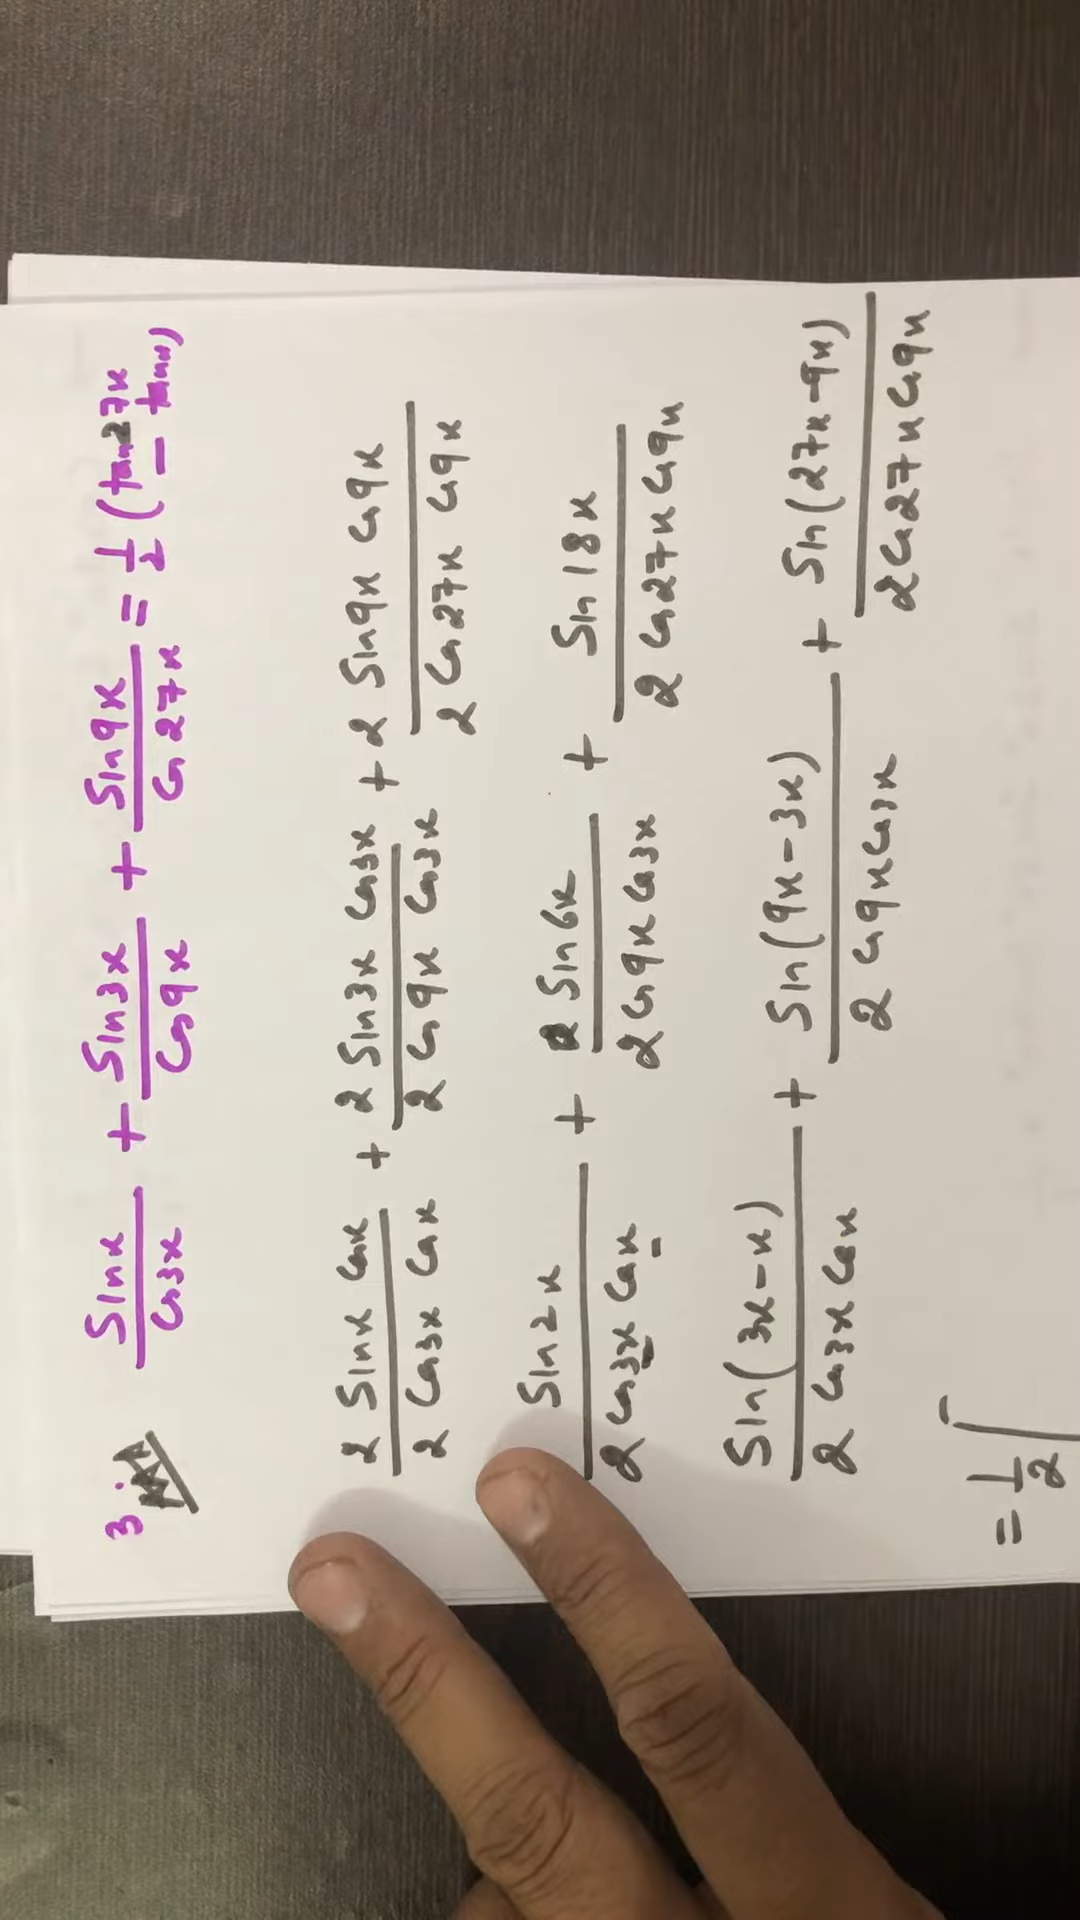 3. Sinx/Cos3x + Sin3x/Cos9x + Sin9x/Cos27x = 1/2 (tan27x - tanx)
2 Sinx Cosx / 2 Cos3x Cosx + 2 Sin3x Cos3x / 2 Cos9x Cos3x + 2 Sin9x Cos9x / 2 Cos27x Cos9x
Sin2x / 2 Cos3x Cosx + Sin6x / 2 Cos9x Cos3x + Sin18x / 2 Cos27x Cos9x
Sin(3x-x) / 2 Cos3x Cosx + Sin(9x-3x) / 2 Cos9x Cos3x + Sin(27x-9x) / 2 Cos27x Cos9x
= 1/2 [